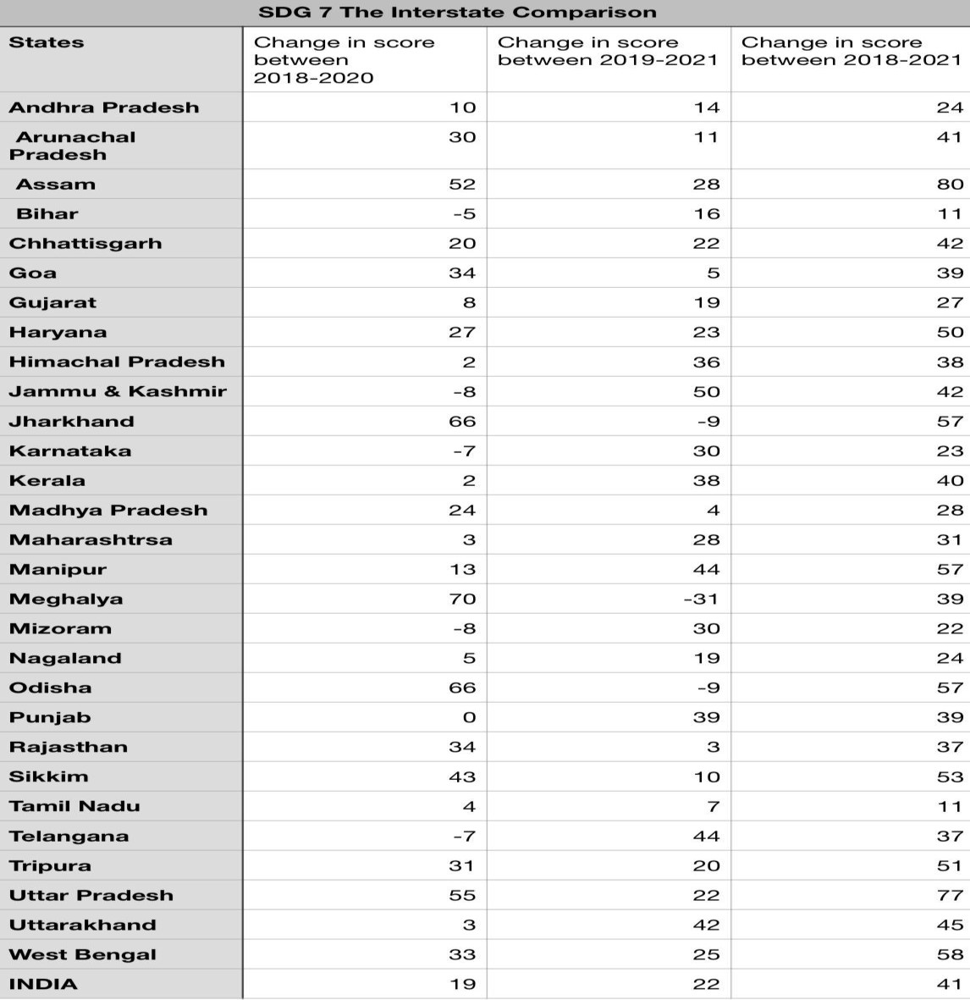 SDG 7 The Interstate Comparison
States Change in score between 2018-2020 Change in score between 2019-2021 Change in score between 2018-2021
Andhra Pradesh 10 14 24
Arunachal Pradesh 30 11 41
Assam 52 28 80
Bihar -5 16 11
Chhattisgarh 20 22 42
Goa 34 5 39
Gujarat 8 19 27
Haryana 27 23 50
Himachal Pradesh 2 36 38
Jammu & Kashmir -8 50 42
Jharkhand 66 -9 57
Karnataka -7 30 23
Kerala 2 38 40
Madhya Pradesh 24 4 28
Maharashtrsa 3 28 31
Manipur 13 44 57
Meghalya 70 -31 39
Mizoram -8 30 22
Nagaland 5 19 24
Odisha 66 -9 57
Punjab 0 39 39
Rajasthan 34 3 37
Sikkim 43 10 53
Tamil Nadu 4 7 11
Telangana -7 44 37
Tripura 31 20 51
Uttar Pradesh 55 22 77
Uttarakhand 3 42 45
West Bengal 33 25 58
INDIA 19 22 41